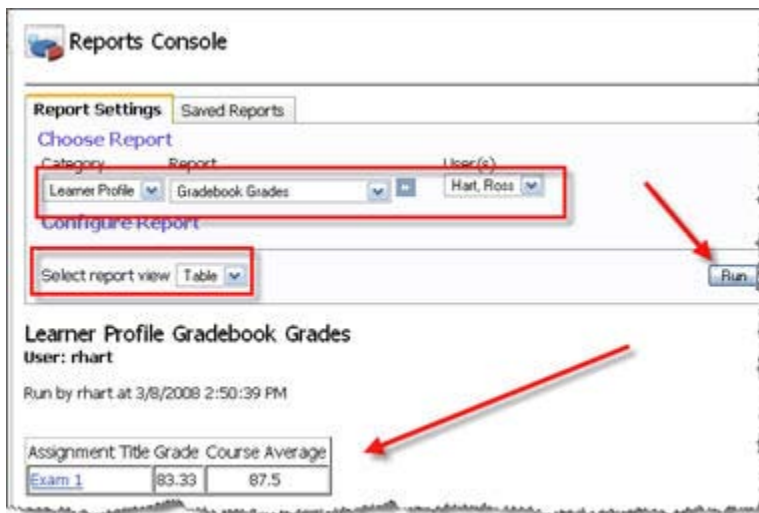 Reports Console
Report Settings Saved Reports
Choose Report
Category Report User(s)
Learner Profile Gradebook Grades Hart, Ross
Configure Report
Select report view Table Run
Learner Profile Gradebook Grades
User: rhart
Run by rhart at 3/8/2008 2:50:39 PM
Assignment Title Grade Course Average
Exam 1 83.33 87.5